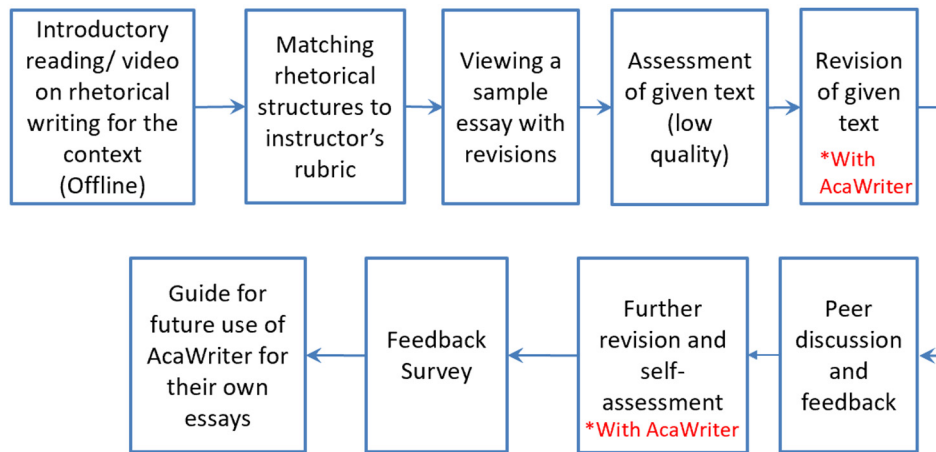 Introductory
reading/ video
on rhetorical
writing for the
context
(Offline)
Matching
rhetorical
structures to
instructor’s
rubric
Viewing a
sample
essay with
revisions
Assessment
of given text
(low
quality)
Revision
of given
text
*With
AcaWriter
Peer
discussion
and
feedback
Further
revision and
self-
assessment
*With AcaWriter
Feedback
Survey
Guide for
future use of
AcaWriter for
their own
essays